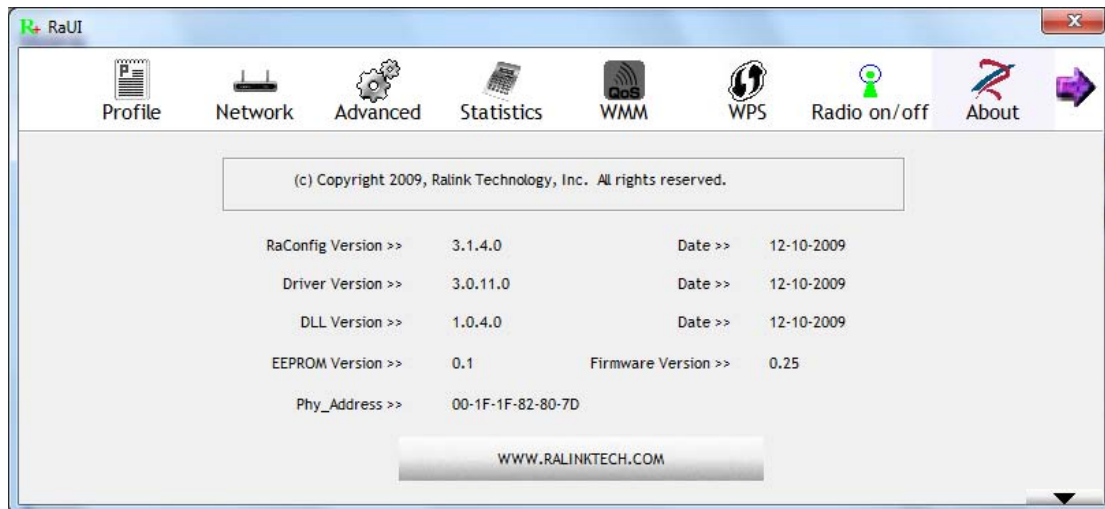 RaUI
Profile Network Advanced Statistics WMM WPS Radio on/off About
QoS
(c) Copyright 2009, Ralink Technology, Inc. All rights reserved.
RaConfig Version >> 3.1.4.0 Date >> 12-10-2009
Driver Version >> 3.0.11.0 Date >> 12-10-2009
DLL Version >> 1.0.4.0 Date >> 12-10-2009
EEPROM Version >> 0.1 Firmware Version >> 0.25
Phy_Address >> 00-1F-1F-82-80-7D
WWW.RALINKTECH.COM